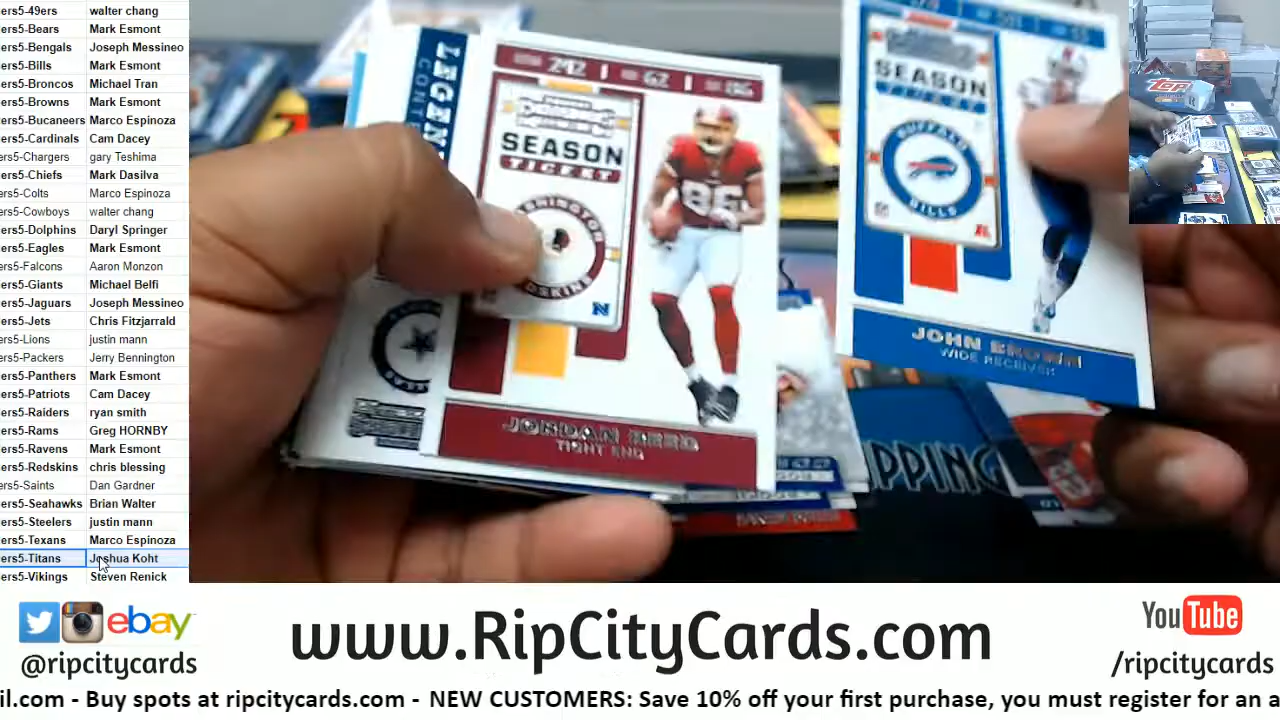 ers5-49ers walter chang
ers5-Bears Mark Esmont
ers5-Bengals Joseph Messineo
ers5-Bills Mark Esmont
ers5-Broncos Michael Tran
ers5-Browns Mark Esmont
ers5-Bucaneers Marco Espinoza
ers5-Cardinals Cam Dacey
ers5-Chargers gary Teshima
ers5-Chiefs Mark Dasilva
ers5-Colts Marco Espinoza
ers5-Cowboys walter chang
ers5-Dolphins Daryl Springer
ers5-Eagles Mark Esmont
ers5-Falcons Aaron Monzon
ers5-Giants Michael Belfi
ers5-Jaguars Joseph Messineo
ers5-Jets Chris Fitzjarrald
ers5-Lions justin mann
ers5-Packers Jerry Bennington
ers5-Panthers Mark Esmont
ers5-Patriots Cam Dacey
ers5-Raiders ryan smith
ers5-Rams Greg HORNBY
ers5-Ravens Mark Esmont
ers5-Redskins chris blessing
ers5-Saints Dan Gardner
ers5-Seahawks Brian Walter
ers5-Steelers justin mann
ers5-Texans Marco Espinoza
ers5-Titans Joshua Koht
ers5-Vikings Steven Renick
LEGEN
CONT
SEASON
TICKET
SHINGTON
DSKINS
N
86
JORDAN REED
TIGHT END
SEASON
BUFFALO
BILLS
JOHN BROWN
WIDE RECEIVER
PPING
Topps
ebay
@ripcitycards
www.RipCityCards.com
YouTube
/ripcitycards
il.com - Buy spots at ripcitycards.com - NEW CUSTOMERS: Save 10% off your first purchase, you must register for an a